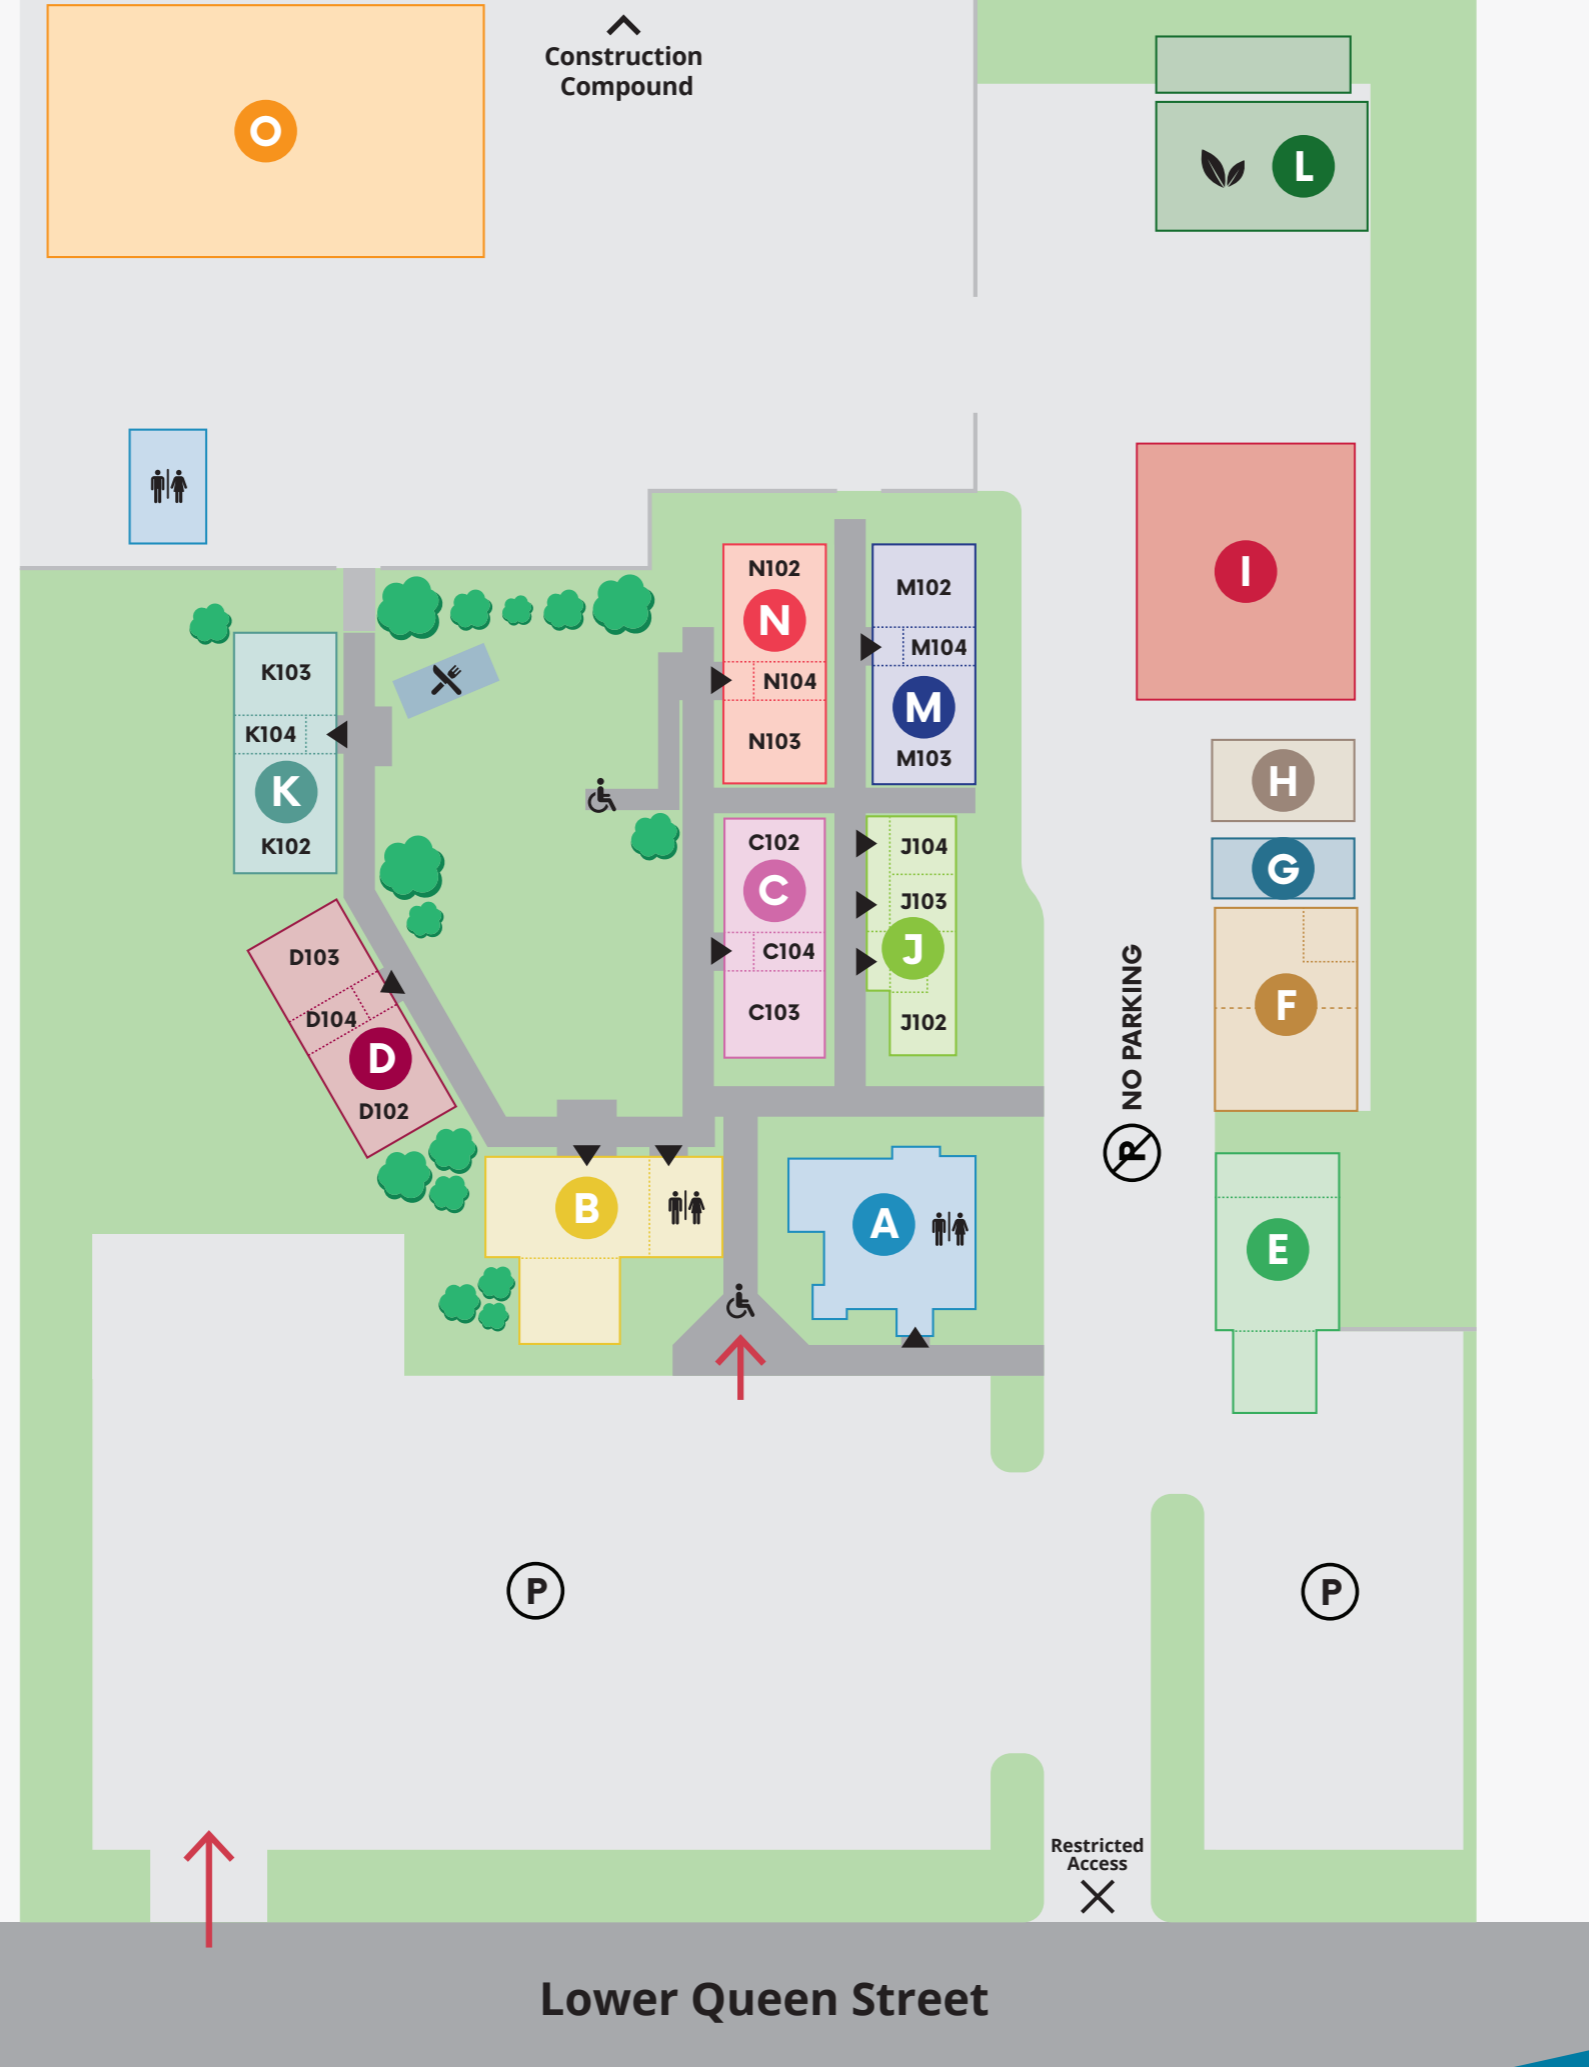 Construction
Compound
O
L
N102
N
N104
N103
M102
M104
M
M103
I
K103
K104
K
K102
H
G
C102
C
C104
C103
J104
J103
J
J102
D103
D104
D
D102
F
NO PARKING
P
B
A
E
P
P
Restricted
Access
Lower Queen Street